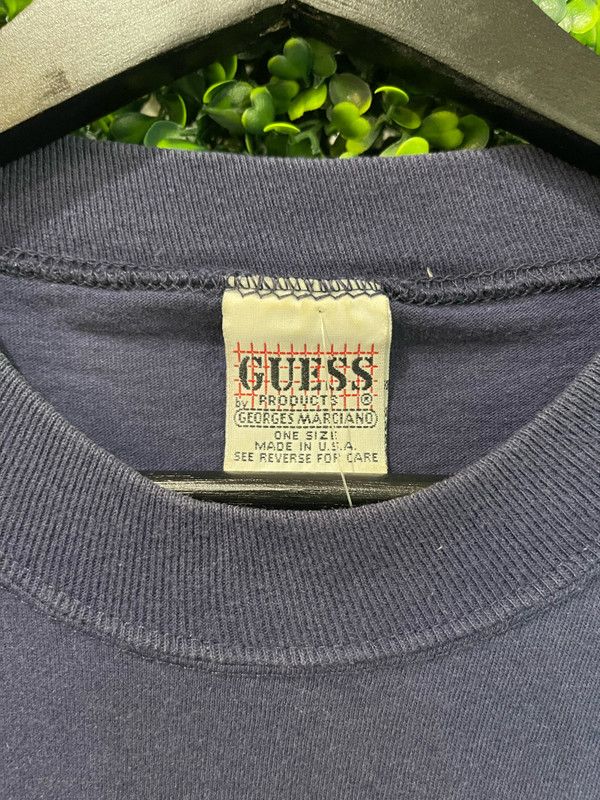 GUESS
by PRODUCTS ®
GEORGES MARCIANO
ONE SIZE
MADE IN U.S.A.
SEE REVERSE FOR CARE